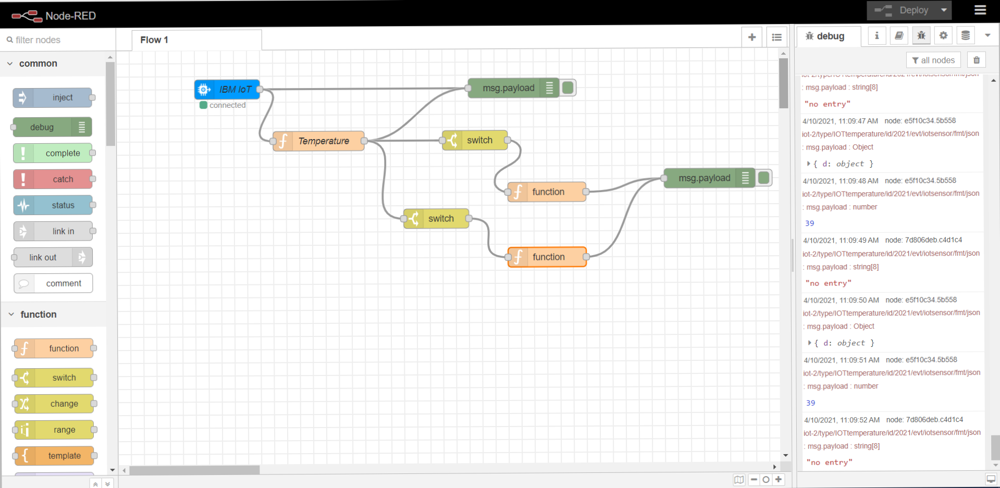 Node-RED
Deploy
filter nodes
Flow 1
debug
i
all nodes
common
inject
debug
complete
catch
status
link in
link out
comment
function
function
switch
change
range
template
IBM IoT
connected
msg.payload
Temperature
switch
function
msg.payload
switch
function
iot-2/type/IOTtemperature/id/2021/evt/iotsensor/fmt/json
: msg.payload : string[8]
"no entry"
4/10/2021, 11:09:47 AM node: e5f10c34.5b558
iot-2/type/IOTtemperature/id/2021/evt/iotsensor/fmt/json
: msg.payload : Object
{ d: object }
4/10/2021, 11:09:48 AM node: e5f10c34.5b558
iot-2/type/IOTtemperature/id/2021/evt/iotsensor/fmt/json
: msg.payload : number
39
4/10/2021, 11:09:49 AM node: 7d806deb.c4d1c4
iot-2/type/IOTtemperature/id/2021/evt/iotsensor/fmt/json
: msg.payload : string[8]
"no entry"
4/10/2021, 11:09:50 AM node: e5f10c34.5b558
iot-2/type/IOTtemperature/id/2021/evt/iotsensor/fmt/json
: msg.payload : Object
{ d: object }
4/10/2021, 11:09:51 AM node: e5f10c34.5b558
iot-2/type/IOTtemperature/id/2021/evt/iotsensor/fmt/json
: msg.payload : number
39
4/10/2021, 11:09:52 AM node: 7d806deb.c4d1c4
iot-2/type/IOTtemperature/id/2021/evt/iotsensor/fmt/json
: msg.payload : string[8]
"no entry"